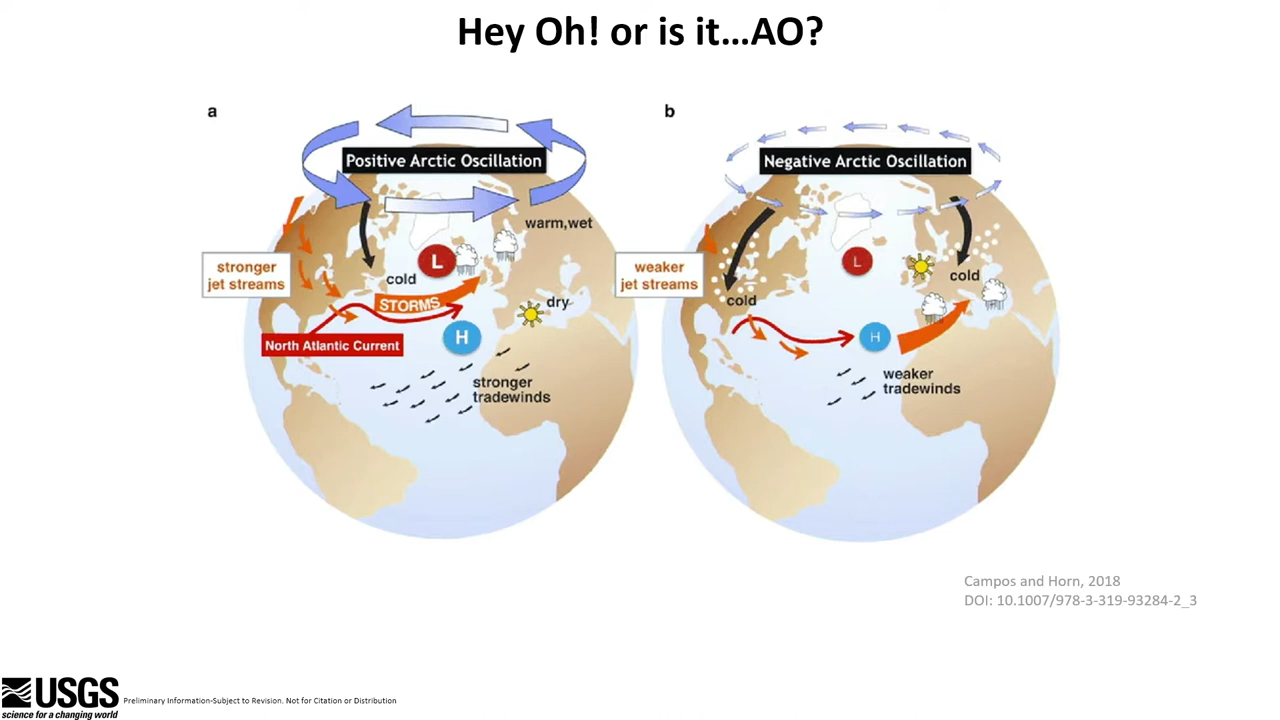 Hey Oh! or is it...AO?
a
Positive Arctic Oscillation
warm,wet
stronger
jet streams
cold
L
STORMS
dry
North Atlantic Current
H
stronger
tradewinds
b
Negative Arctic Oscillation
weaker
jet streams
L
cold
cold
H
weaker
tradewinds
Campos and Horn, 2018
DOI: 10.1007/978-3-319-93284-2_3
USGS
science for a changing world
Preliminary Information-Subject to Revision. Not for Citation or Distribution